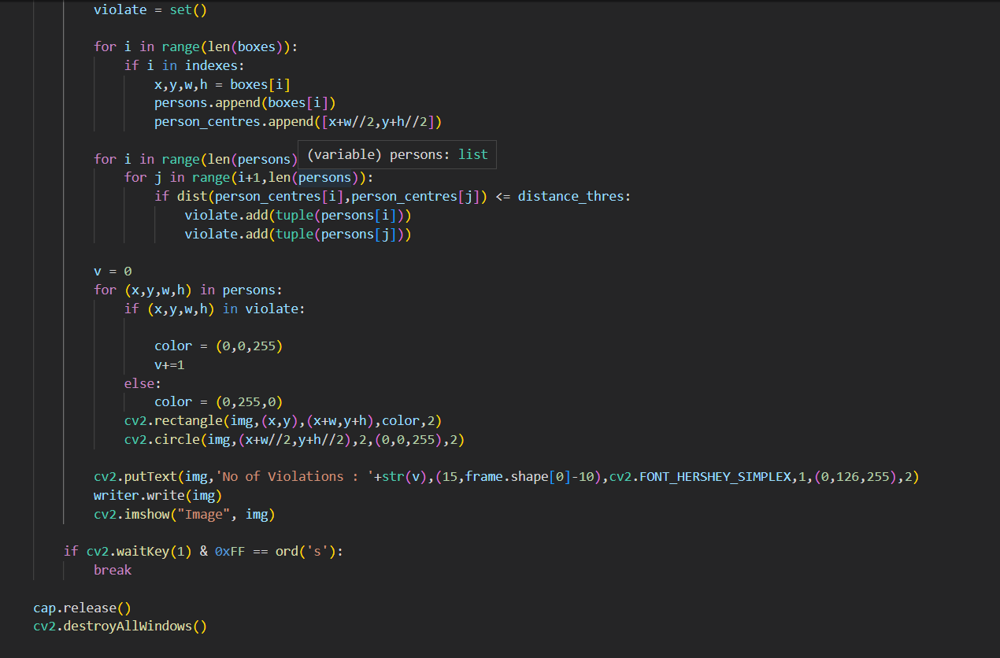 violate = set()
for i in range(len(boxes)):
if i in indexes:
x,y,w,h = boxes[i]
persons.append(boxes[i])
person_centres.append([x+w//2,y+h//2])
for i in range(len(persons)
(variable) persons: list
for j in range(i+1,len(persons)):
if dist(person_centres[i],person_centres[j]) <= distance_thres:
violate.add(tuple(persons[i]))
violate.add(tuple(persons[j]))
v = 0
for (x,y,w,h) in persons:
if (x,y,w,h) in violate:
color = (0,0,255)
v+=1
else:
color = (0,255,0)
cv2.rectangle(img,(x,y),(x+w,y+h),color,2)
cv2.circle(img,(x+w//2,y+h//2),2,(0,0,255),2)
cv2.putText(img,'No of Violations : '+str(v),(15,frame.shape[0]-10),cv2.FONT_HERSHEY_SIMPLEX,1,(0,126,255),2)
writer.write(img)
cv2.imshow("Image", img)
if cv2.waitKey(1) & 0xFF == ord('s'):
break
cap.release()
cv2.destroyAllWindows()